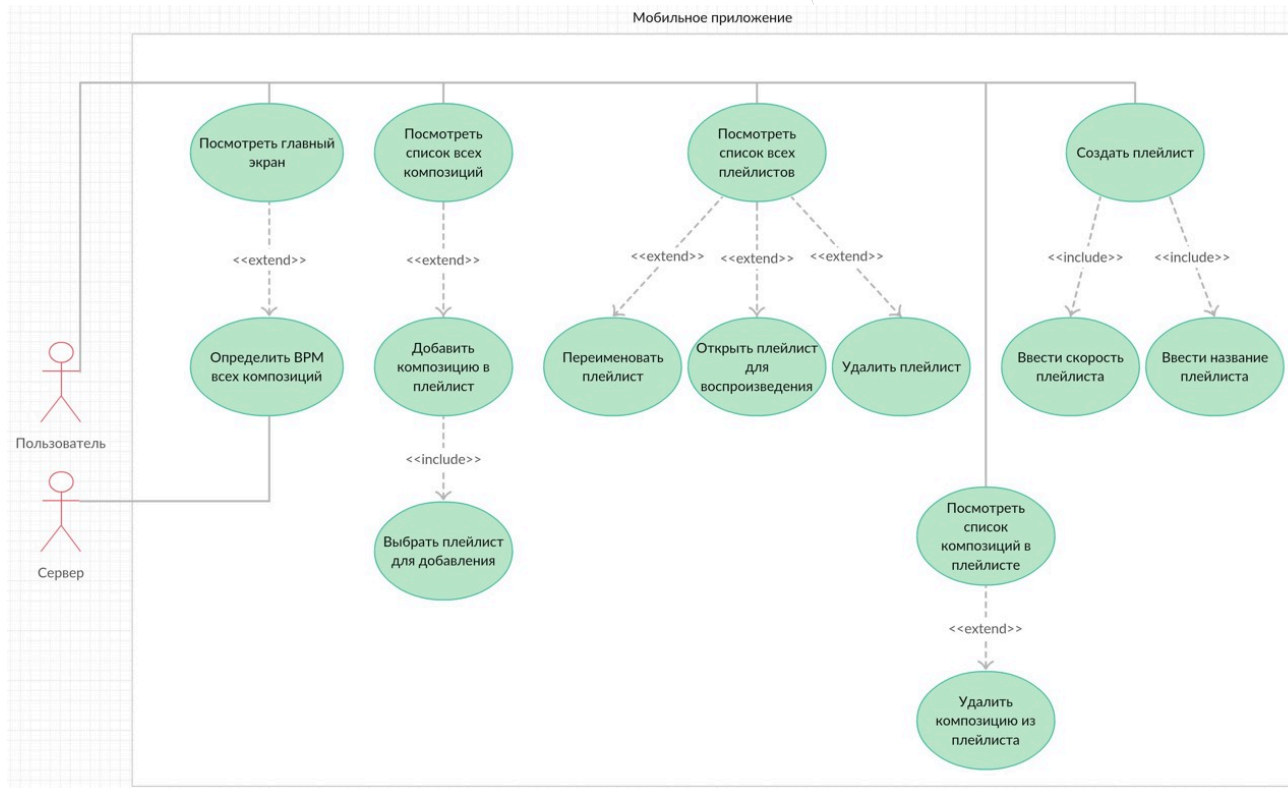 Мобильное приложение
Посмотреть главный
экран
Посмотреть
список всех
композиций
Посмотреть
список всех
плейлистов
Создать плейлист
<<extend>>
<<extend>>
<<extend>>
<<extend>>
<<extend>>
<<include>>
<<include>>
Определить BPM
всех композиций
Добавить
композицию в
плейлист
Переименовать
плейлист
Открыть плейлист
для
воспроизведения
Удалить плейлист
Ввести скорость
плейлиста
Ввести название
плейлиста
Пользователь
<<include>>
Сервер
Выбрать плейлист
для добавления
Посмотреть
список
композиций в
плейлисте
<<extend>>
Удалить
композицию из
плейлиста